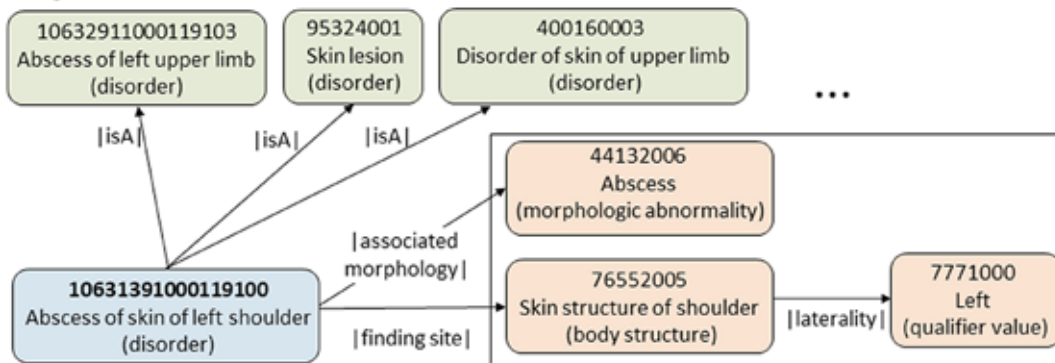 10632911000119103
Abscess of left upper limb
(disorder)
95324001
Skin lesion
(disorder)
400160003
Disorder of skin of upper limb
(disorder)
...
|isA|
|isA|
|isA|
44132006
Abscess
(morphologic abnormality)
|associated
morphology|
10631391000119100
Abscess of skin of left shoulder
(disorder)
|finding site|
76552005
Skin structure of shoulder
(body structure)
|laterality|
7771000
Left
(qualifier value)